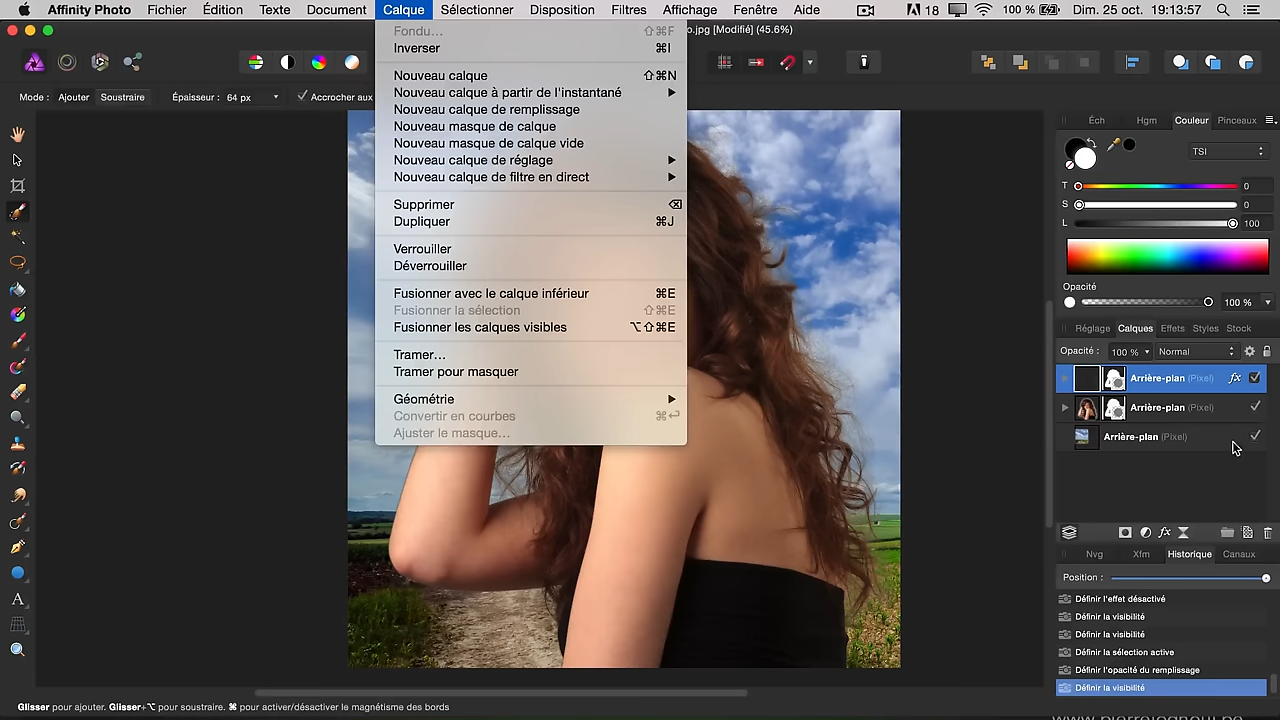 Affinity Photo Fichier Édition Texte Document Calque Sélectionner Disposition Filtres Affichage Fenêtre Aide 18 100 % Dim. 25 oct. 19:13:57
o.jpg [Modifié] (45.6%)
Mode : Ajouter Soustraire Épaisseur : 64 px Accrocher aux
Fondu… ⇧⌘F
Inverser ⌘I
Nouveau calque ⇧⌘N
Nouveau calque à partir de l'instantané
Nouveau calque de remplissage
Nouveau masque de calque
Nouveau masque de calque vide
Nouveau calque de réglage
Nouveau calque de filtre en direct
Supprimer ⌫
Dupliquer ⌘J
Verrouiller
Déverrouiller
Fusionner avec le calque inférieur ⌘E
Fusionner la sélection ⇧⌘E
Fusionner les calques visibles ⌥⇧⌘E
Tramer…
Tramer pour masquer
Géométrie
Convertir en courbes ⌘⏎
Ajuster le masque…
Éch Hgm Couleur Pinceaux
TSI
T 0
S 0
L 100
Opacité
100 %
Réglage Calques Effets Styles Stock
Opacité : 100 % Normal
Arrière-plan (Pixel) fx
Arrière-plan (Pixel)
Arrière-plan (Pixel)
fx
Nvg Xfm Historique Canaux
Position :
Définir l'effet désactivé
Définir la visibilité
Définir la visibilité
Définir la sélection active
Définir l'opacité du remplissage
Définir la visibilité
Glisser pour ajouter. Glisser+⌥ pour soustraire. ⌘ pour activer/désactiver le magnétisme des bords